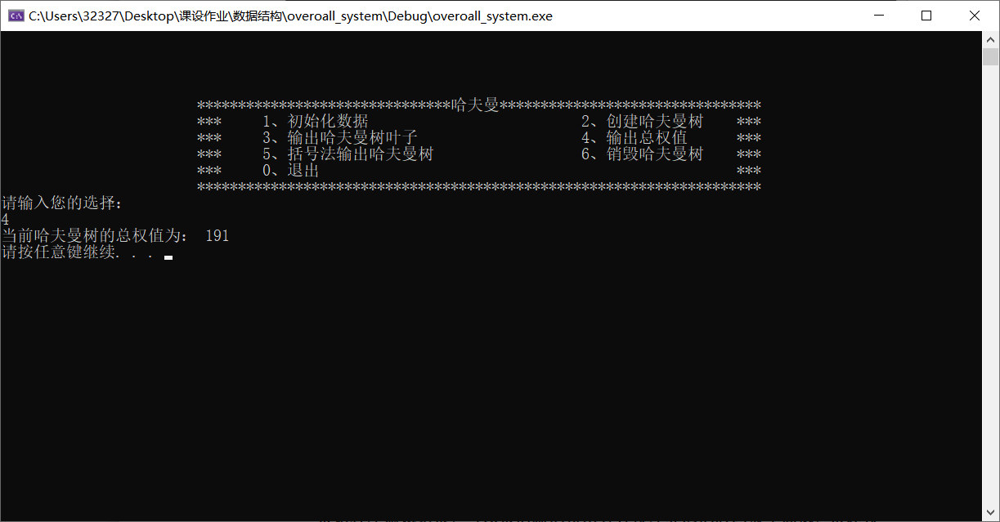 C:\Users\32327\Desktop\课设作业\数据结构\overoall_system\Debug\overoall_system.exe
*******************************哈夫曼********************************
*** 1、初始化数据 2、创建哈夫曼树 ***
*** 3、输出哈夫曼树叶子 4、输出总权值 ***
*** 5、括号法输出哈夫曼树 6、销毁哈夫曼树 ***
*** 0、退出 ***
*********************************************************************
请输入您的选择：
4
当前哈夫曼树的总权值为： 191
请按任意键继续. . .